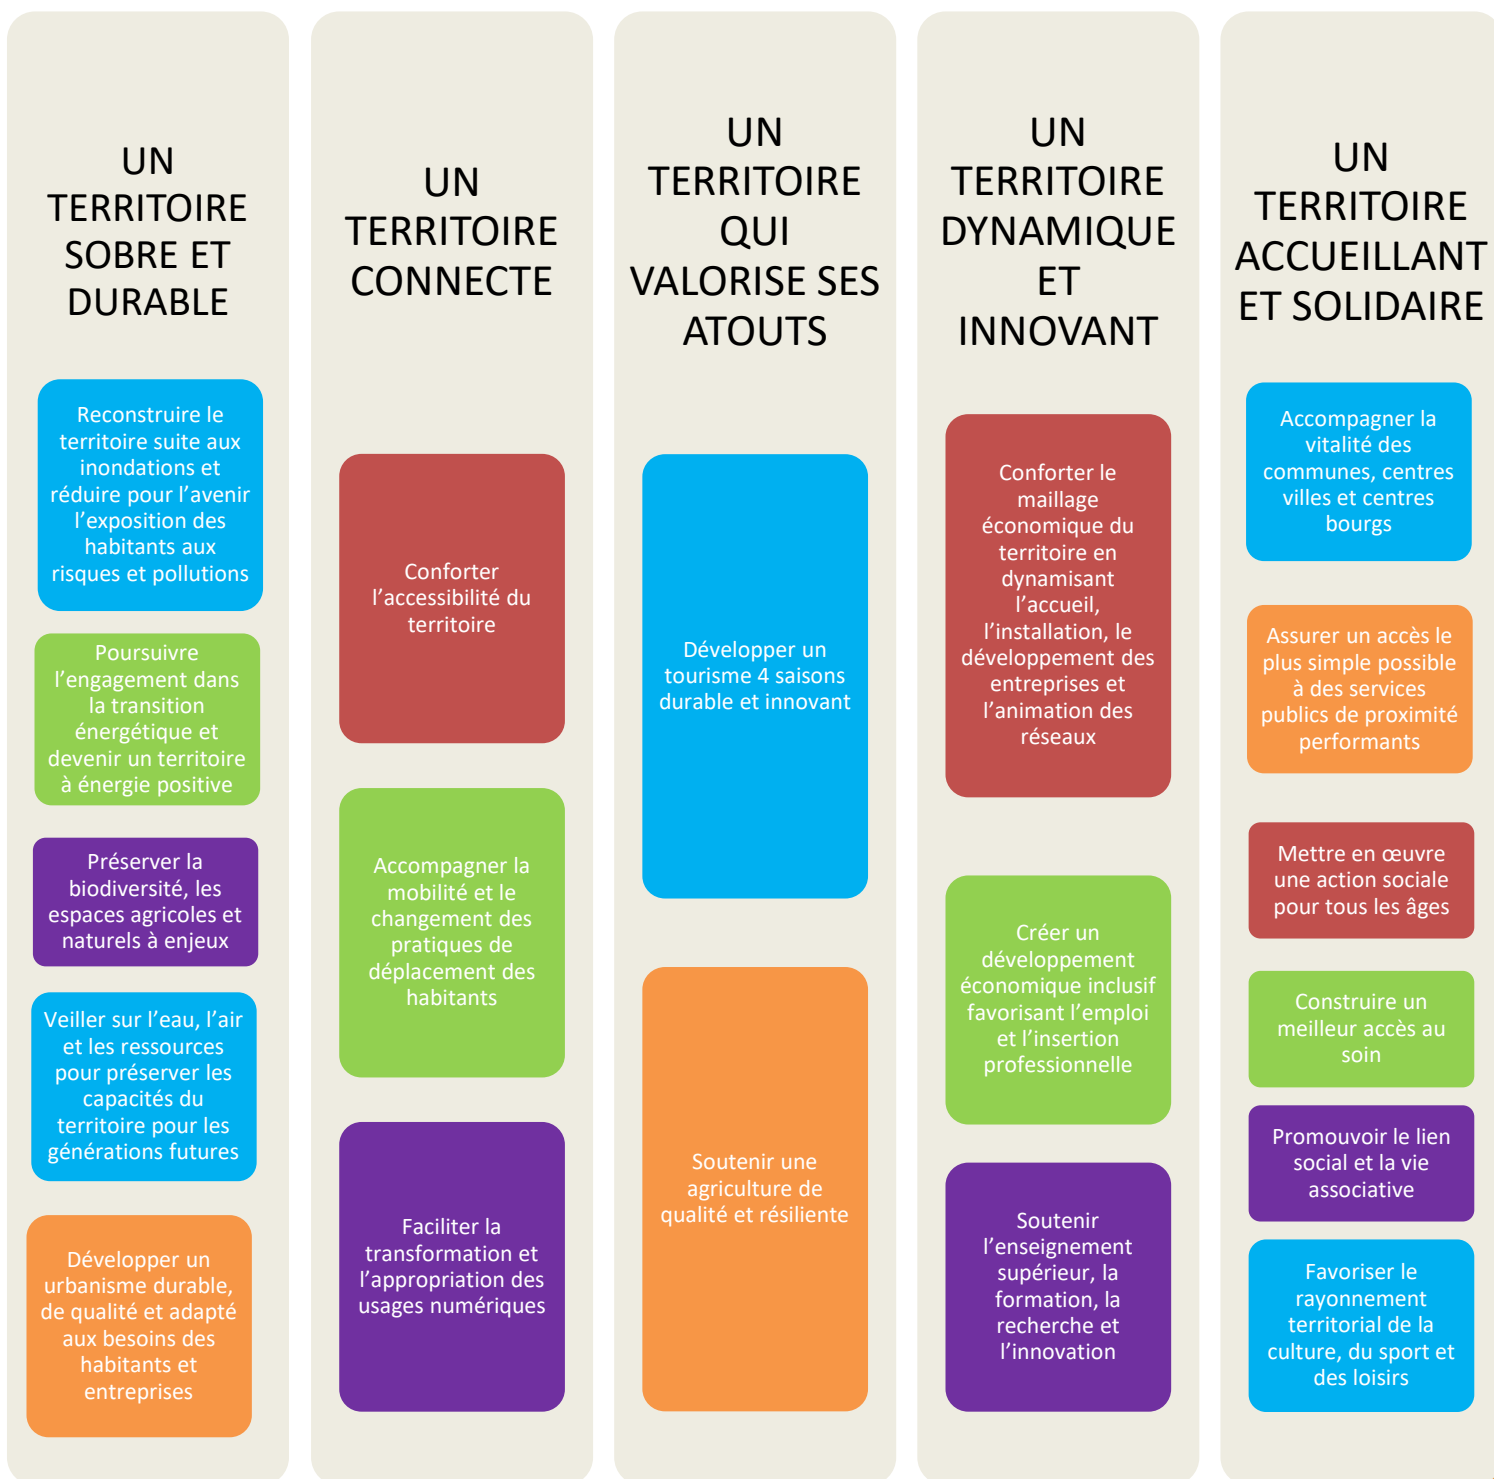 UN
TERRITOIRE
SOBRE ET
DURABLE
Reconstruire le
territoire suite aux
inondations et
réduire pour l’avenir
l’exposition des
habitants aux
risques et pollutions
Poursuivre
l’engagement dans
la transition
énergétique et
devenir un territoire
à énergie positive
Préserver la
biodiversité, les
espaces agricoles et
naturels à enjeux
Veiller sur l’eau, l’air
et les ressources
pour préserver les
capacités du
territoire pour les
générations futures
Développer un
urbanisme durable,
de qualité et adapté
aux besoins des
habitants et
entreprises
UN
TERRITOIRE
CONNECTE
Conforter
l’accessibilité du
territoire
Accompagner la
mobilité et le
changement des
pratiques de
déplacement des
habitants
Faciliter la
transformation et
l’appropriation des
usages numériques
UN
TERRITOIRE
QUI
VALORISE SES
ATOUTS
Développer un
tourisme 4 saisons
durable et innovant
Soutenir une
agriculture de
qualité et résiliente
UN
TERRITOIRE
DYNAMIQUE
ET
INNOVANT
Conforter le
maillage
économique du
territoire en
dynamisant
l’accueil,
l’installation, le
développement des
entreprises et
l’animation des
réseaux
Créer un
développement
économique inclusif
favorisant l’emploi
et l’insertion
professionnelle
Soutenir
l’enseignement
supérieur, la
formation, la
recherche et
l’innovation
UN
TERRITOIRE
ACCUEILLANT
ET SOLIDAIRE
Accompagner la
vitalité des
communes, centres
villes et centres
bourgs
Assurer un accès le
plus simple possible
à des services
publics de proximité
performants
Mettre en œuvre
une action sociale
pour tous les âges
Construire un
meilleur accès au
soin
Promouvoir le lien
social et la vie
associative
Favoriser le
rayonnement
territorial de la
culture, du sport et
des loisirs